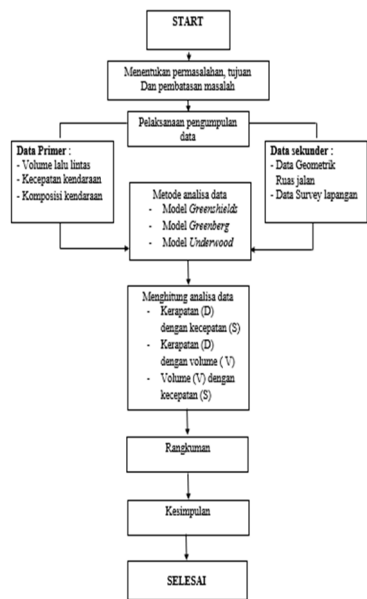 START
Menentukan permasalahan, tujuan
Dan pembatasan masalah
Pelaksanaan pengumpulan
data
Data Primer :
- Volume lalu lintas
- Kecepatan kendaraan
- Komposisi kendaraan
Data sekunder :
- Data Geometrik
Ruas jalan
- Data Survey lapangan
Metode analisa data
- Model Greenshields
- Model Greenberg
- Model Underwood
Menghitung analisa data
- Kerapatan (D)
dengan kecepatan (S)
- Kerapatan (D)
dengan volume ( V)
- Volume (V) dengan
kecepatan (S)
Rangkuman
Kesimpulan
SELESAI